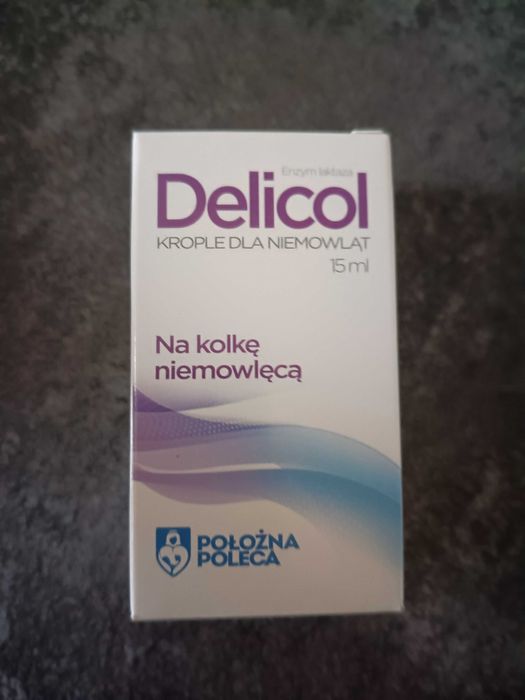 Enzym laktaza
Delicol
KROPLE DLA NIEMOWLĄT
15 ml
Na kolkę
niemowlęcą
POŁOŻNA
POLECA